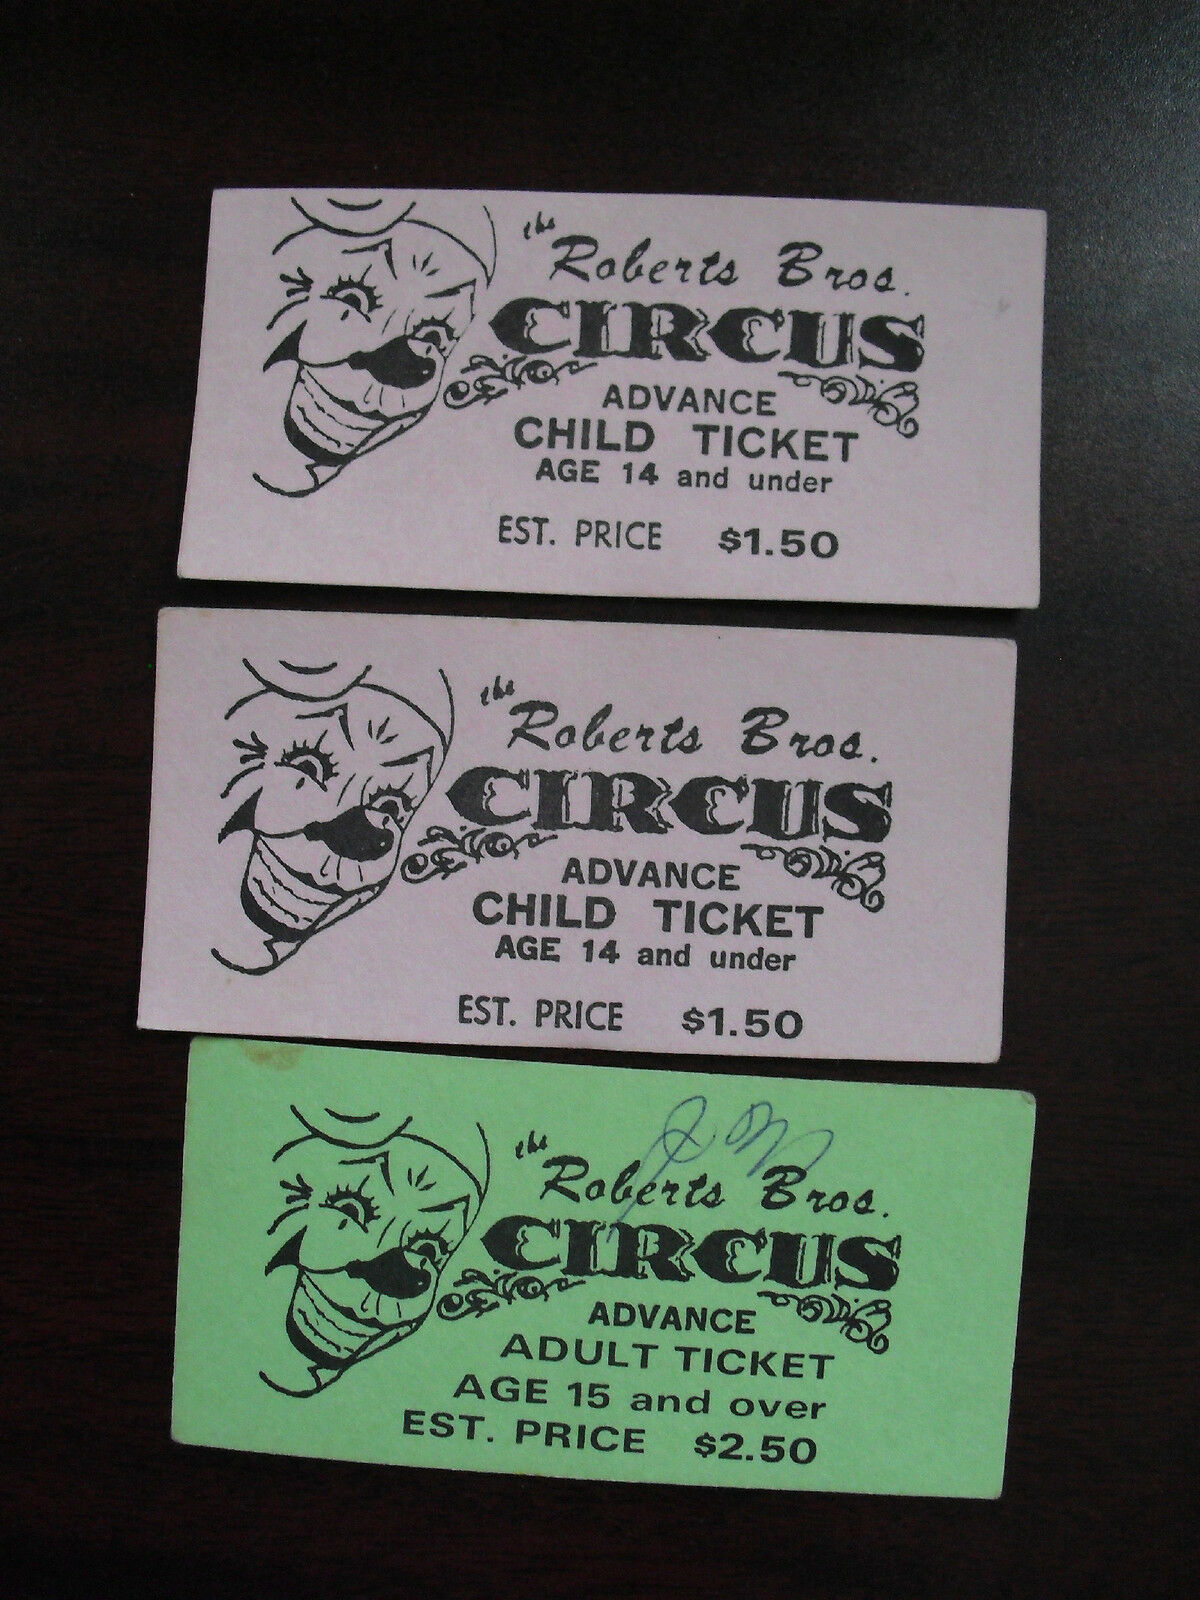 the
Roberts Bros.
CIRCUS
ADVANCE
CHILD TICKET
AGE 14 and under
EST. PRICE $1.50
the
Roberts Bros.
CIRCUS
ADVANCE
CHILD TICKET
AGE 14 and under
EST. PRICE $1.50
the
Roberts Bros.
CIRCUS
ADVANCE
ADULT TICKET
AGE 15 and over
EST. PRICE $2.50